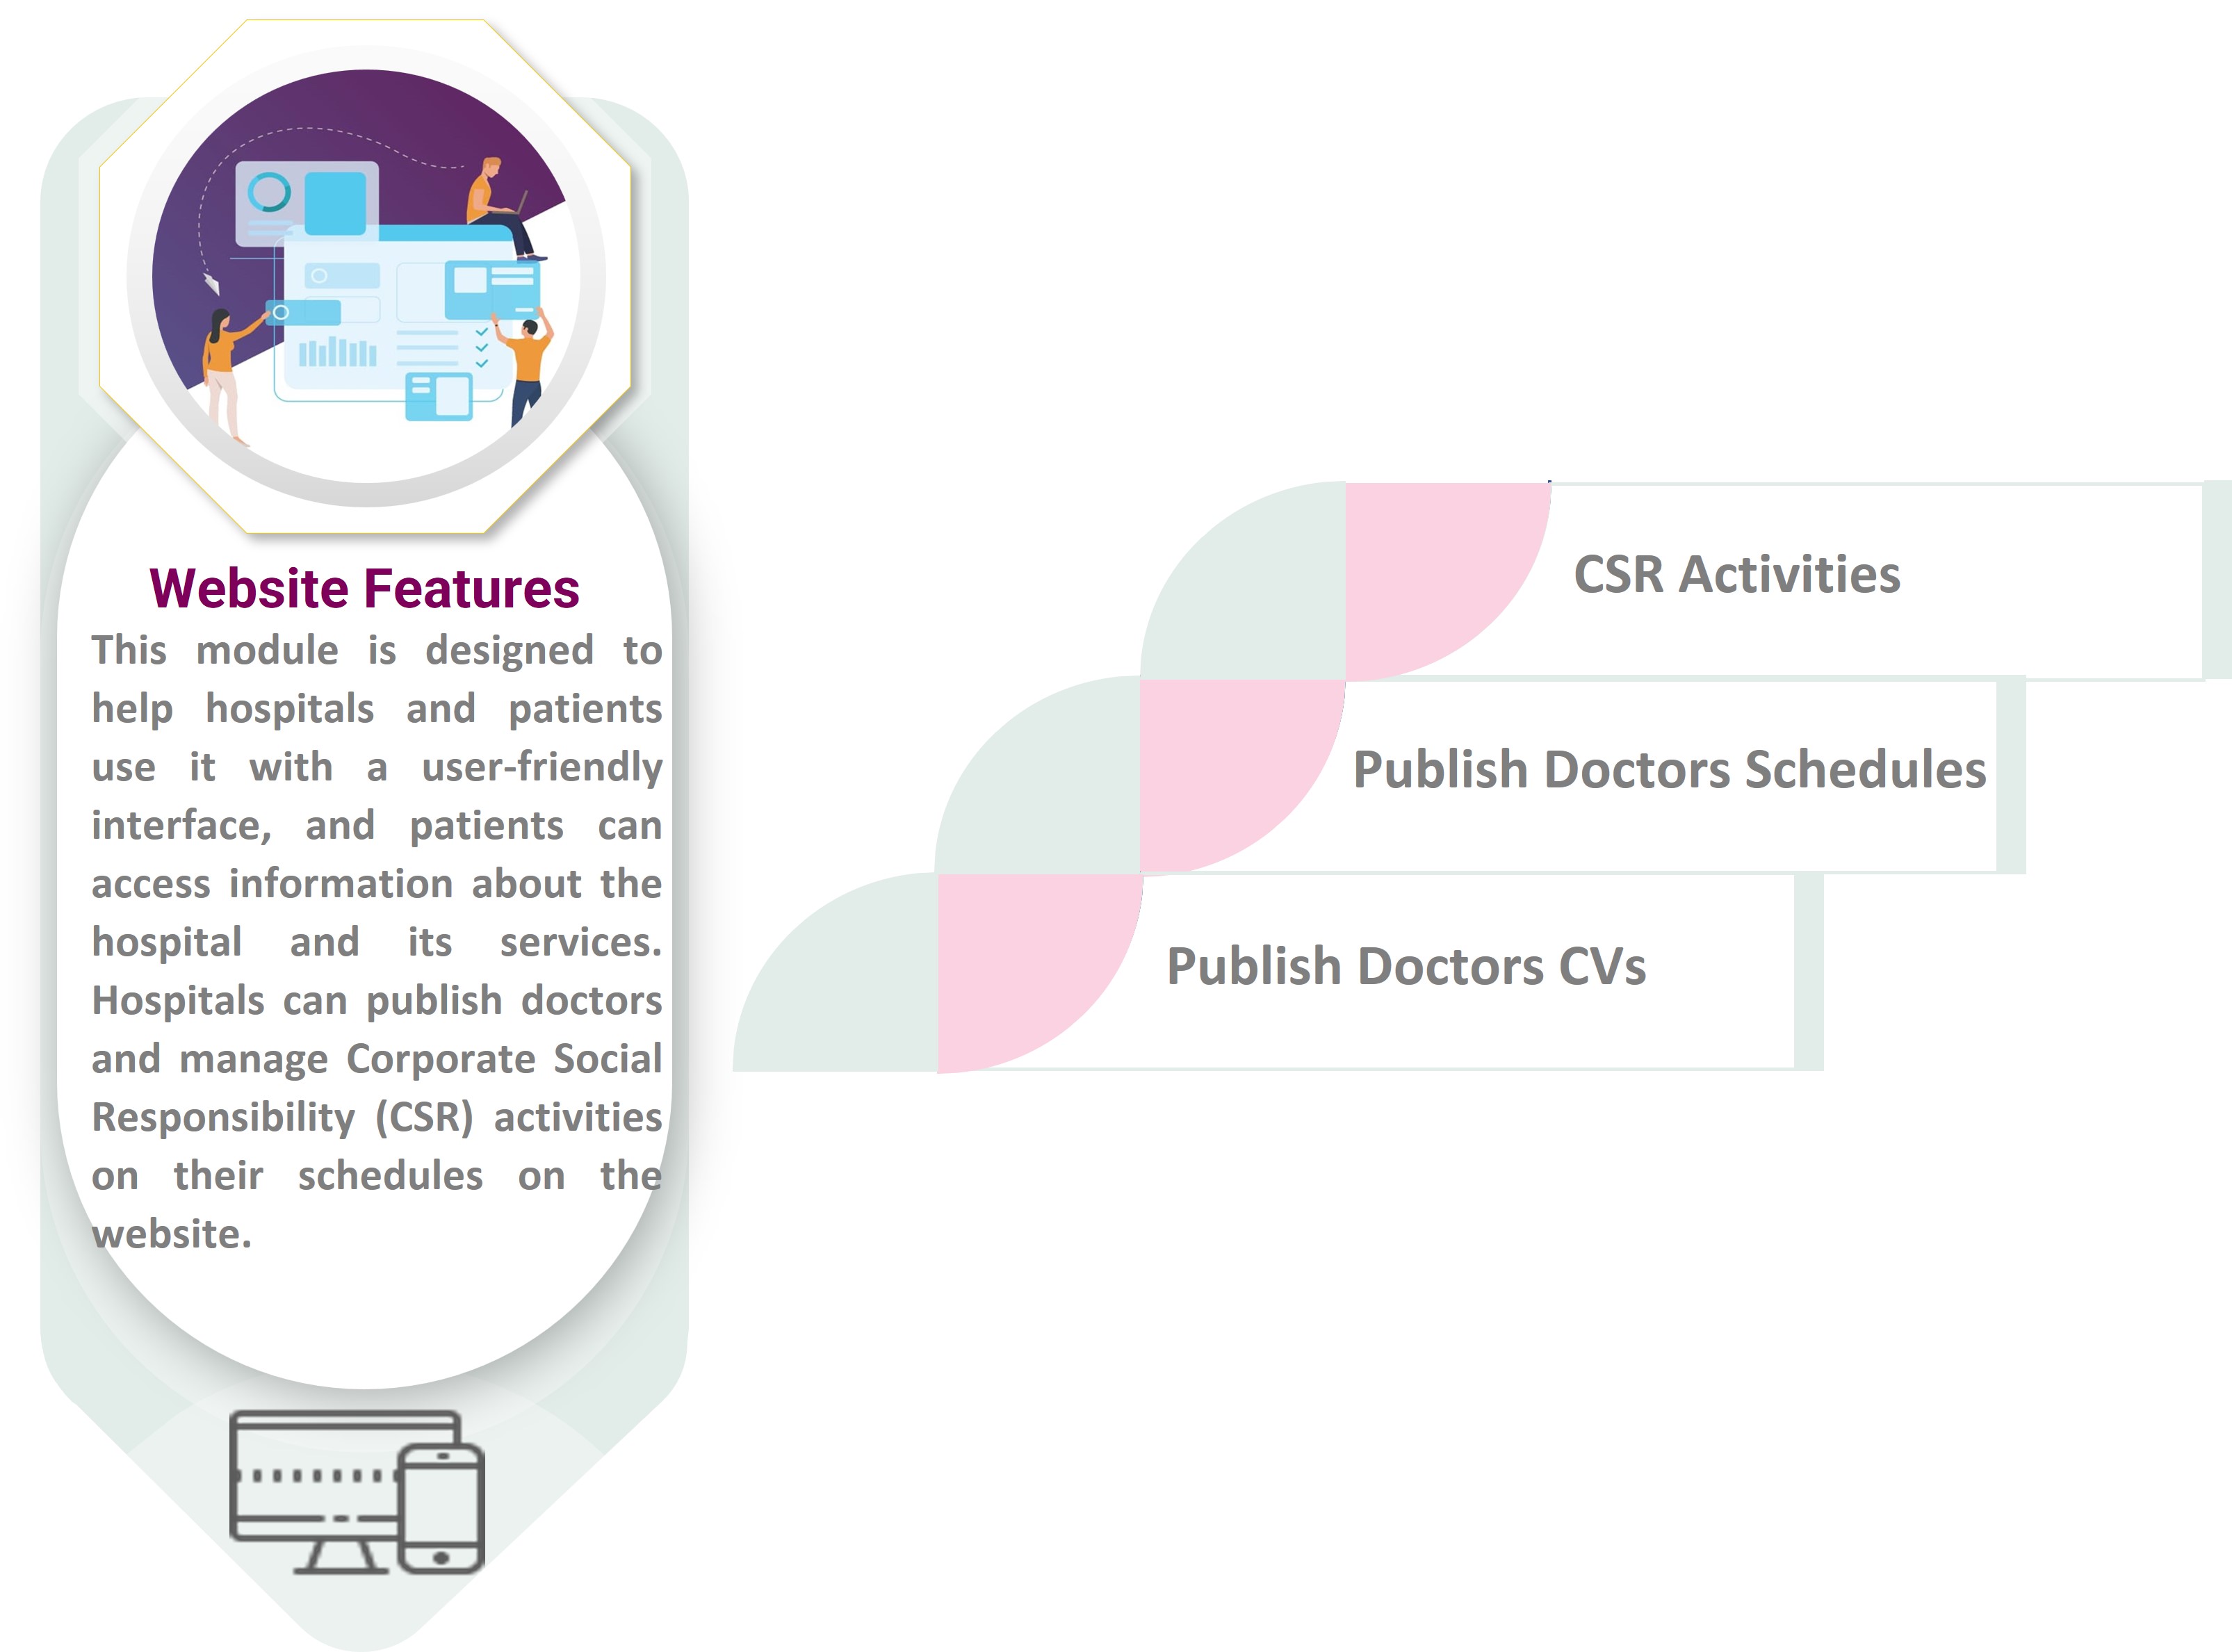 Website Features
This module is designed to
help hospitals and patients
use it with a user-friendly
interface, and patients can
access information about the
hospital and its services.
Hospitals can publish doctors
and manage Corporate Social
Responsibility (CSR) activities
on their schedules on the
website.
CSR Activities
Publish Doctors Schedules
Publish Doctors CVs